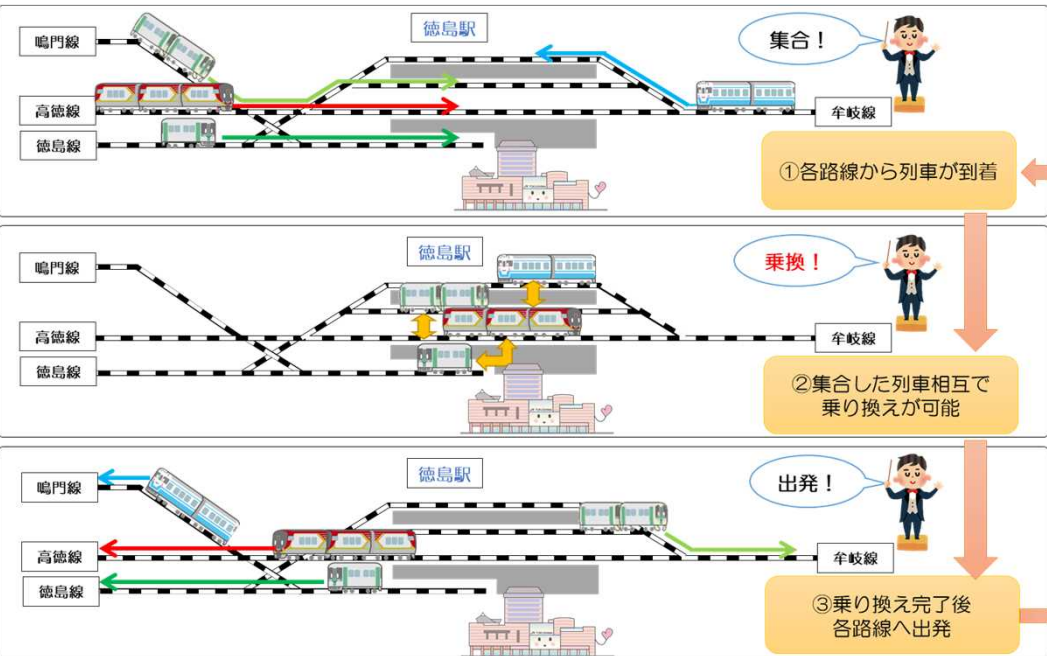 徳島駅
集合！
鳴門線
高徳線
牟岐線
徳島線
①各路線から列車が到着
徳島駅
乗換！
鳴門線
高徳線
牟岐線
徳島線
②集合した列車相互で
乗り換えが可能
徳島駅
出発！
鳴門線
高徳線
牟岐線
徳島線
③乗り換え完了後
各路線へ出発